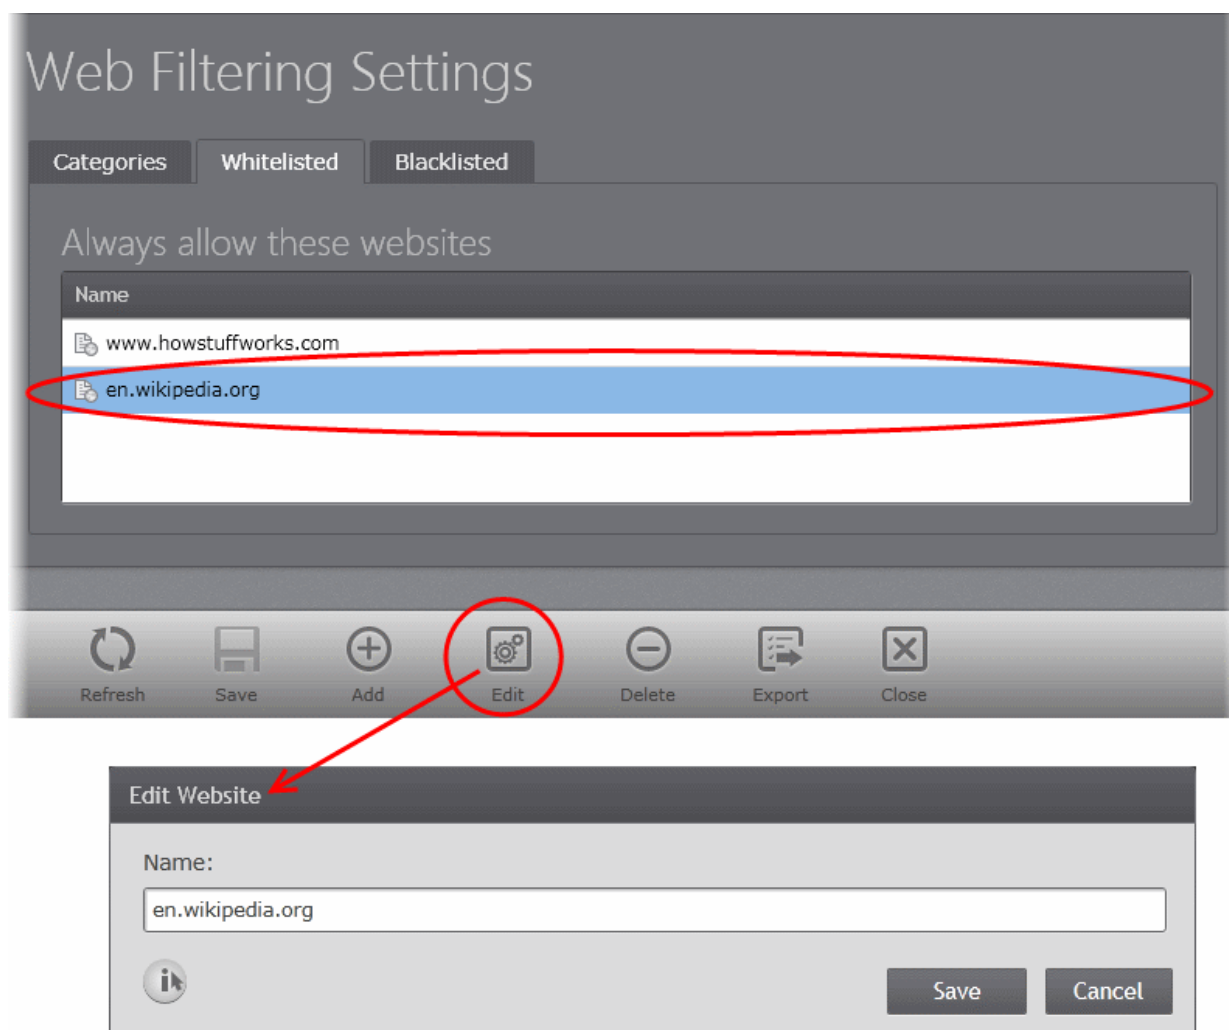 Web Filtering Settings
Categories Whitelisted Blacklisted
Always allow these websites
Name
www.howstuffworks.com
en.wikipedia.org
Refresh Save Add Edit Delete Export Close
Edit Website
Name:
en.wikipedia.org
i
Save Cancel